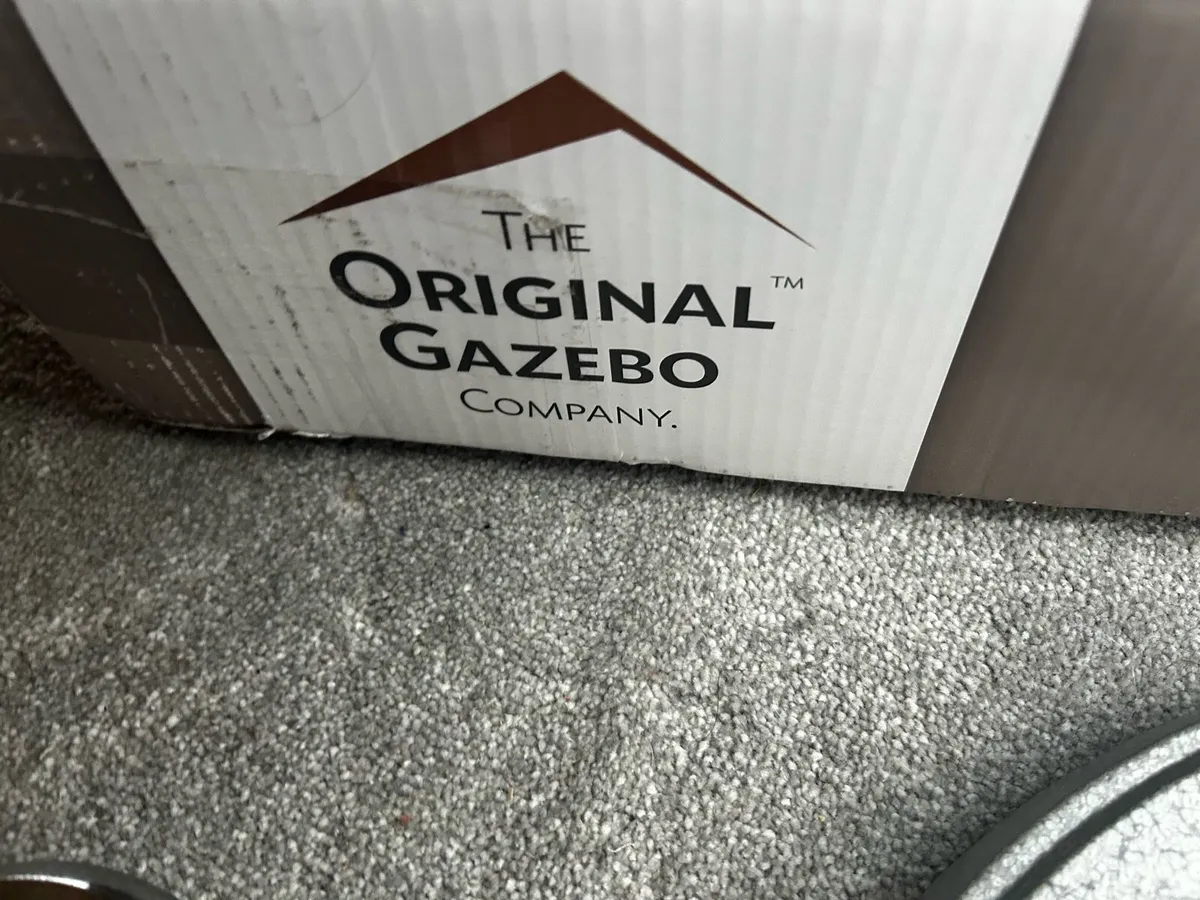 THE
ORIGINAL™
GAZEBO
COMPANY.